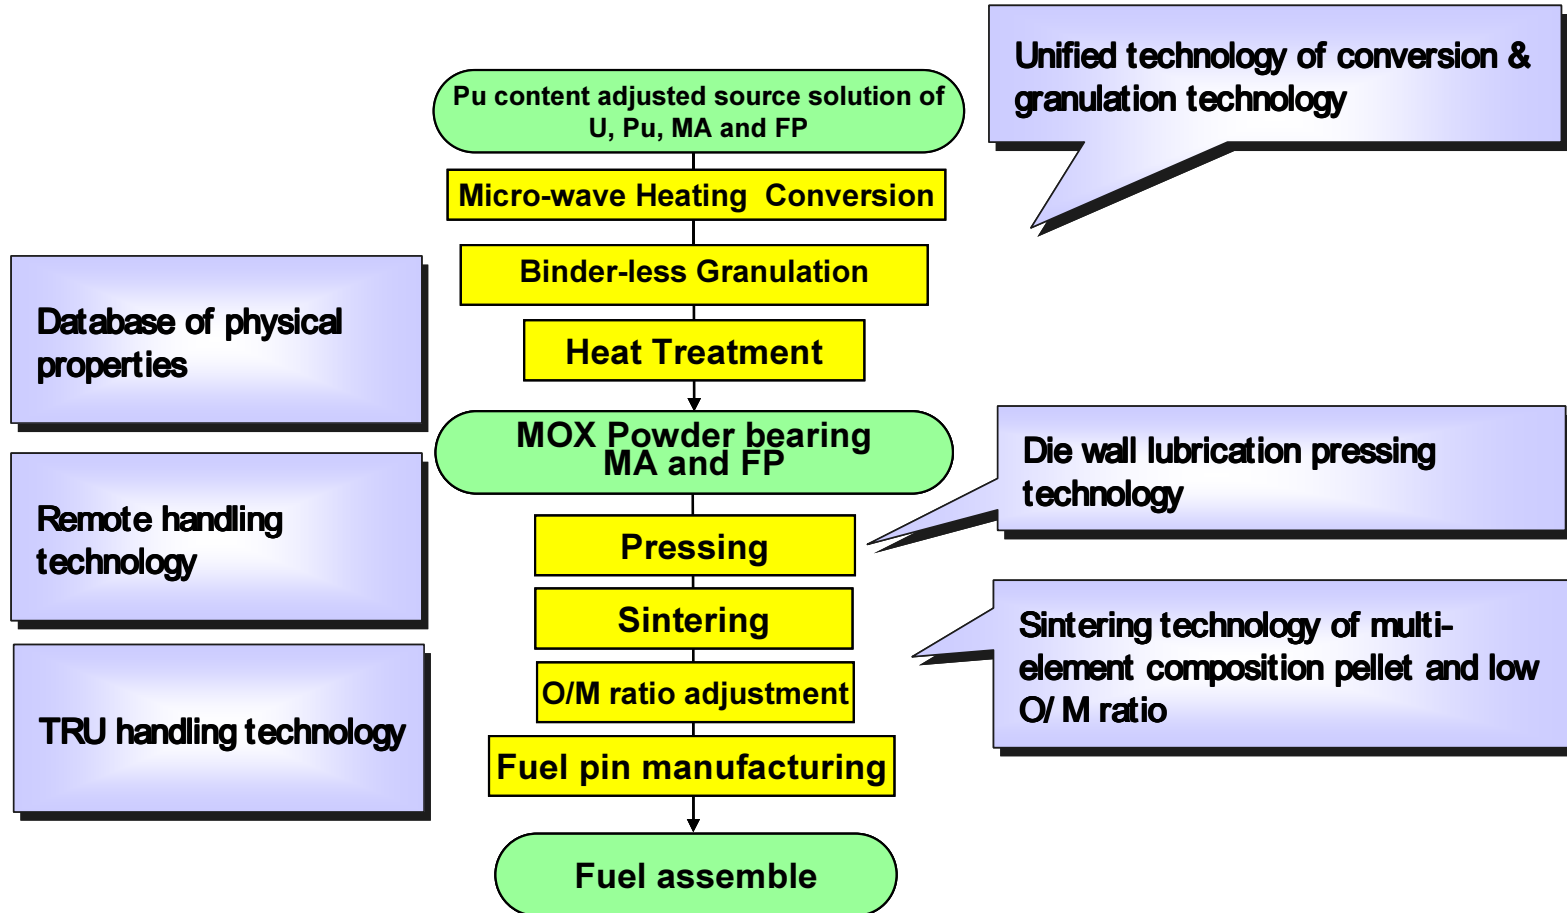 Pu content adjusted source solution of
U, Pu, MA and FP
Unified technology of conversion &
granulation technology
Micro-wave Heating Conversion
Binder-less Granulation
Database of physical
properties
Heat Treatment
MOX Powder bearing
MA and FP
Die wall lubrication pressing
technology
Remote handling
technology
Pressing
Sintering
Sintering technology of multi-
element composition pellet and low
O/ M ratio
O/M ratio adjustment
TRU handling technology
Fuel pin manufacturing
Fuel assemble